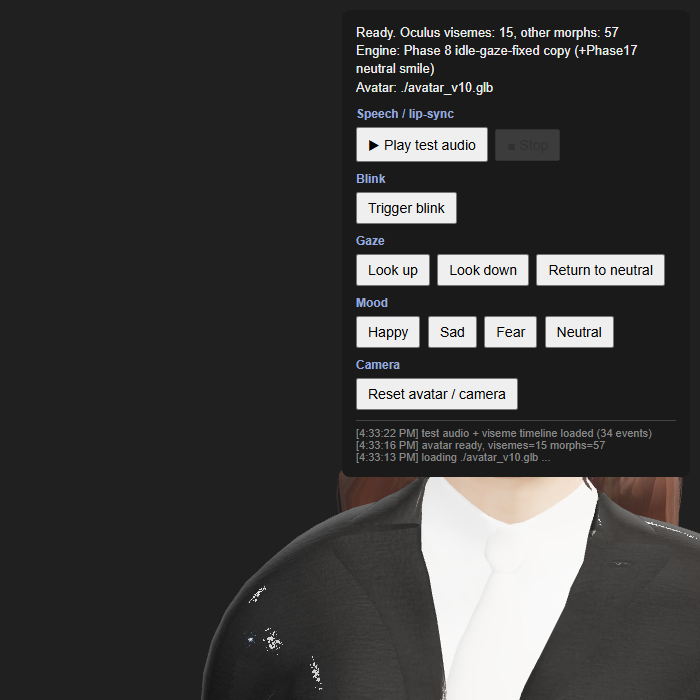 Ready. Oculus visemes: 15, other morphs: 57
Engine: Phase 8 idle-gaze-fixed copy (+Phase17
neutral smile)
Avatar: ./avatar_v10.glb
Speech / lip-sync
▶ Play test audio
■ Stop
Blink
Trigger blink
Gaze
Look up
Look down
Return to neutral
Mood
Happy
Sad
Fear
Neutral
Camera
Reset avatar / camera
[4:33:22 PM] test audio + viseme timeline loaded (34 events)
[4:33:16 PM] avatar ready, visemes=15 morphs=57
[4:33:13 PM] loading ./avatar_v10.glb ...